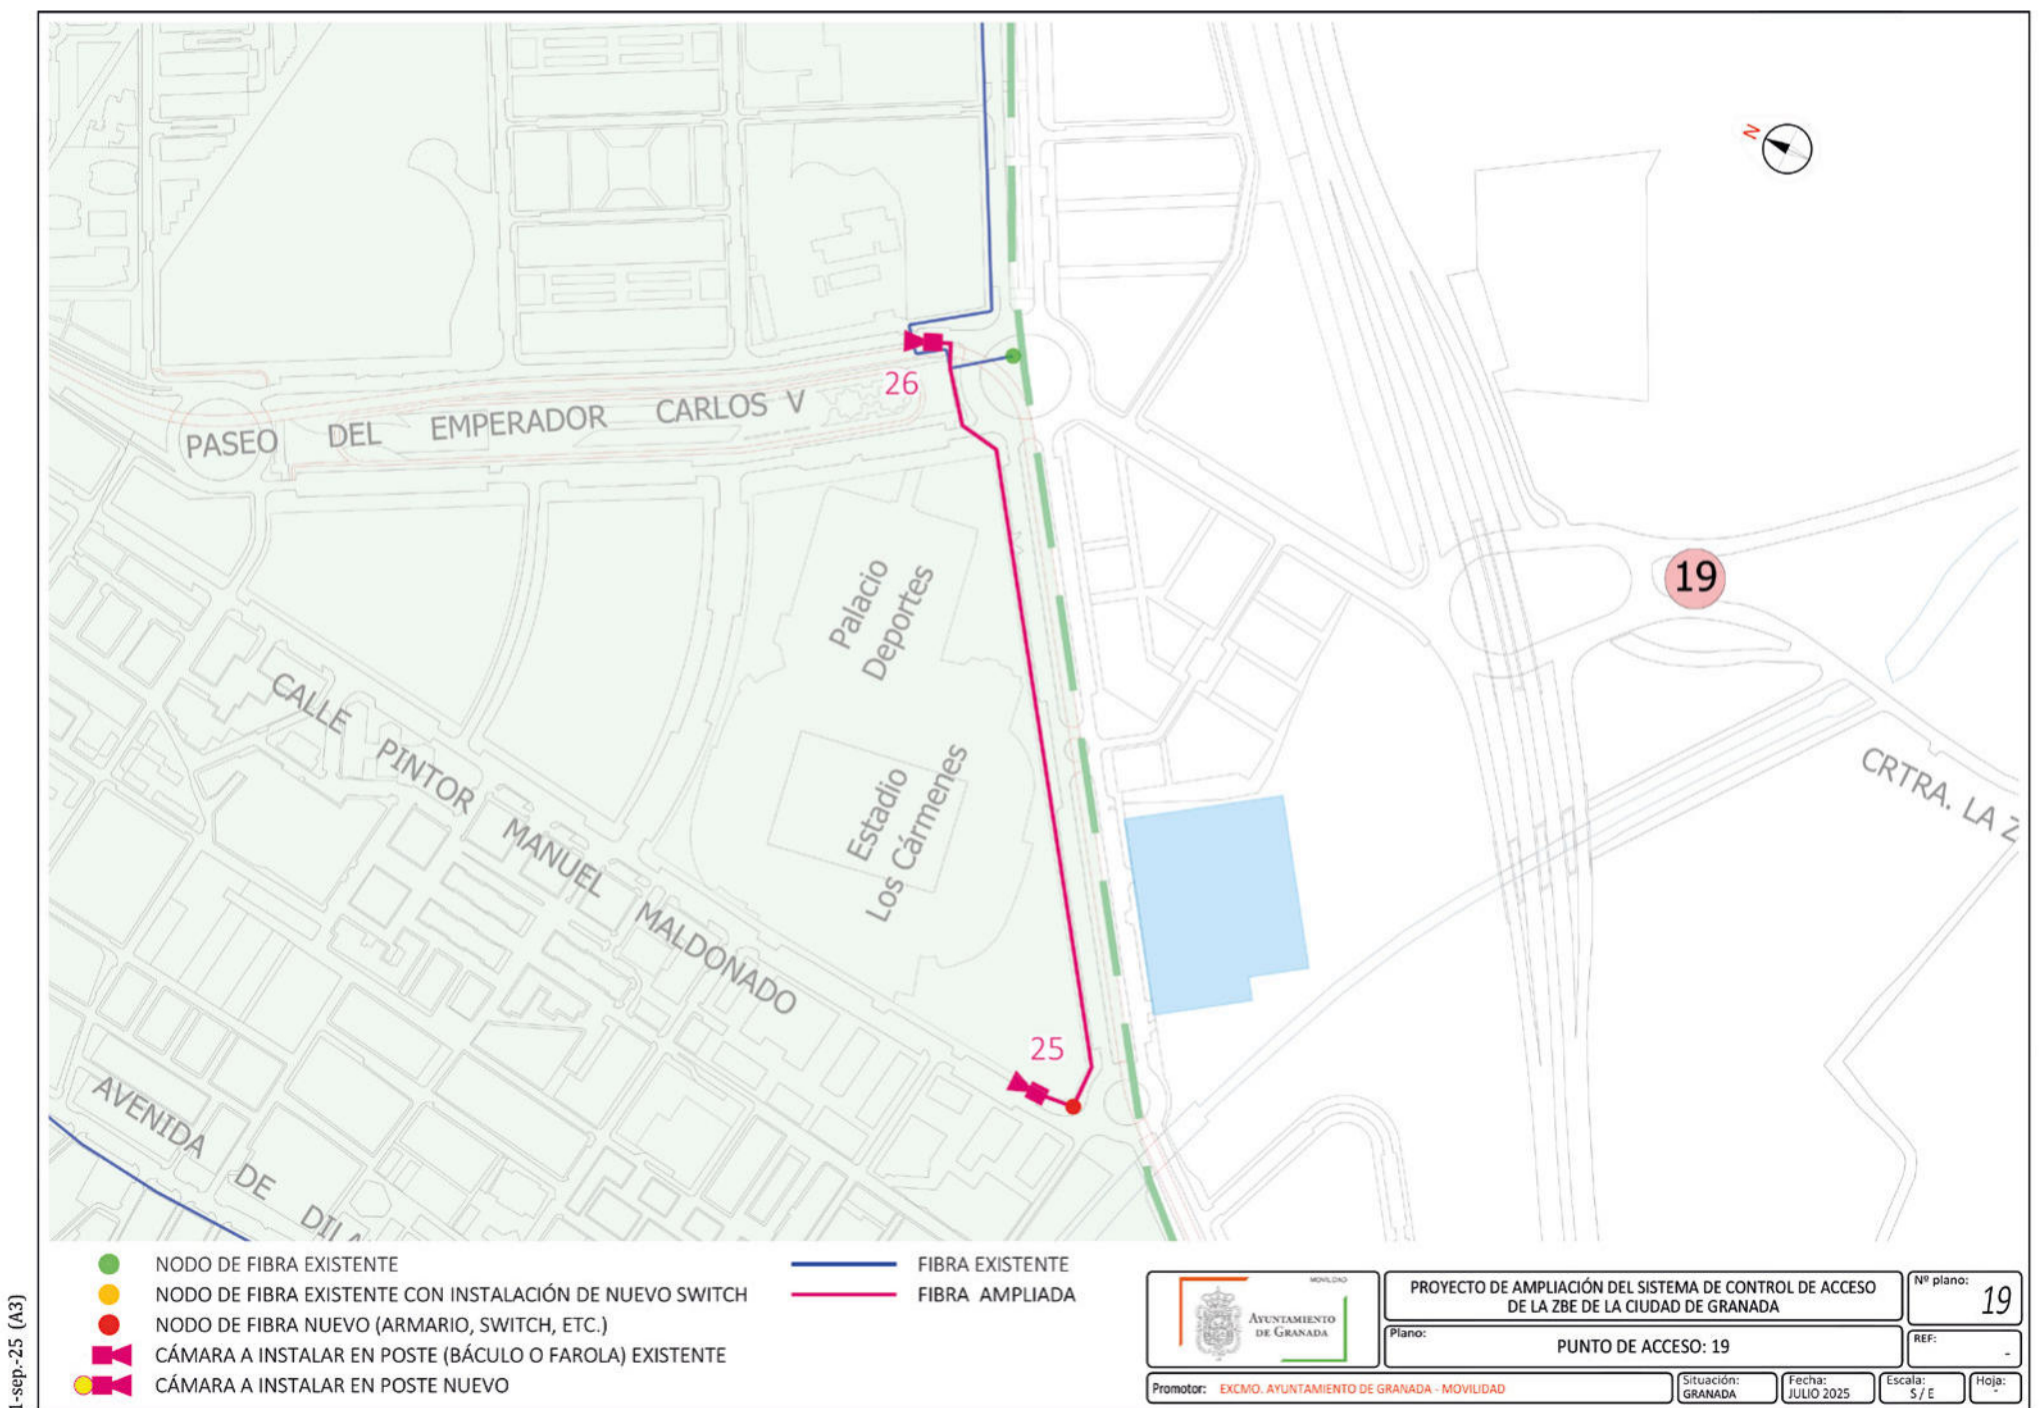 N
26
PASEO DEL EMPERADOR CARLOS V
Palacio
Deportes
19
CALLE PINTOR MANUEL MALDONADO
Estadio
Los Cármenes
CRTRA. LA Z
25
AVENIDA DE DILA
NODO DE FIBRA EXISTENTE
NODO DE FIBRA EXISTENTE CON INSTALACIÓN DE NUEVO SWITCH
NODO DE FIBRA NUEVO (ARMARIO, SWITCH, ETC.)
CÁMARA A INSTALAR EN POSTE (BÁCULO O FAROLA) EXISTENTE
CÁMARA A INSTALAR EN POSTE NUEVO
FIBRA EXISTENTE
FIBRA AMPLIADA
MOVILIDAD
AYUNTAMIENTO
DE GRANADA
PROYECTO DE AMPLIACIÓN DEL SISTEMA DE CONTROL DE ACCESO
DE LA ZBE DE LA CIUDAD DE GRANADA
Nº plano:
19
Plano:
PUNTO DE ACCESO: 19
REF:
-
Promotor: EXCMO. AYUNTAMIENTO DE GRANADA - MOVILIDAD
Situación:
GRANADA
Fecha:
JULIO 2025
Escala:
S / E
Hoja:
-
1-sep.-25 (A3)